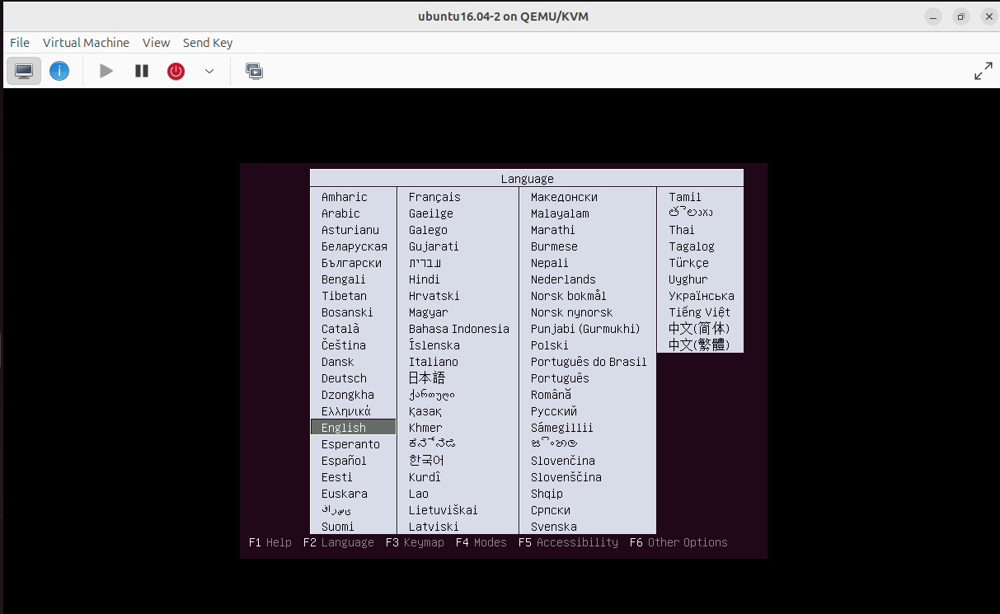 ubuntu16.04-2 on QEMU/KVM
File Virtual Machine View Send Key
Language
Amharic
Arabic
Asturianu
Беларуская
Български
Bengali
Tibetan
Bosanski
Català
Čeština
Dansk
Deutsch
Dzongkha
Ελληνικά
English
Esperanto
Español
Eesti
Euskara
Suomi
Français
Gaeilge
Galego
Gujarati
עברית
Hindi
Hrvatski
Magyar
Bahasa Indonesia
Íslenska
Italiano
日本語
ქართული
Қазақ
Khmer
한국어
Kurdî
Lao
Lietuviškai
Latviski
Македонски
Malayalam
Marathi
Burmese
Nepali
Nederlands
Norsk bokmål
Norsk nynorsk
Punjabi (Gurmukhi)
Polski
Português do Brasil
Português
Română
Русский
Sámegillii
Slovenčina
Slovenščina
Shqip
Српски
Svenska
Tamil
Thai
Tagalog
Türkçe
Uyghur
Українська
Tiếng Việt
中文(简体)
中文(繁體)
F1 Help F2 Language F3 Keymap F4 Modes F5 Accessibility F6 Other Options